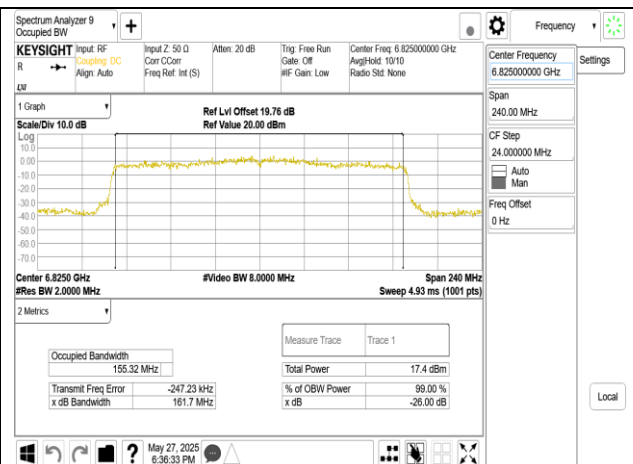 Spectrum Analyzer 9
Occupied BW
Frequency
KEYSIGHT
R
Input: RF
Coupling: DC
Align: Auto
Input Z: 50 Ω
Corr CCorr
Freq Ref: Int (S)
Atten: 20 dB
Trig: Free Run
Gate: Off
#IF Gain: Low
Center Freq: 6.825000000 GHz
Avg|Hold: 10/10
Radio Std: None
Center Frequency
6.825000000 GHz
Settings
Span
240.00 MHz
CF Step
24.000000 MHz
Auto
Man
Freq Offset
0 Hz
Local
1 Graph
Scale/Div 10.0 dB
Ref Lvl Offset 19.76 dB
Ref Value 20.00 dBm
Log
10.0
0.00
-10.0
-20.0
-30.0
-40.0
-50.0
-60.0
-70.0
Center 6.8250 GHz
#Video BW 8.0000 MHz
Span 240 MHz
#Res BW 2.0000 MHz
Sweep 4.93 ms (1001 pts)
2 Metrics
Measure Trace
Trace 1
Occupied Bandwidth
155.32 MHz
Total Power
17.4 dBm
Transmit Freq Error
-247.23 kHz
% of OBW Power
99.00 %
x dB Bandwidth
161.7 MHz
x dB
-26.00 dB
?
May 27, 2025
6:36:33 PM